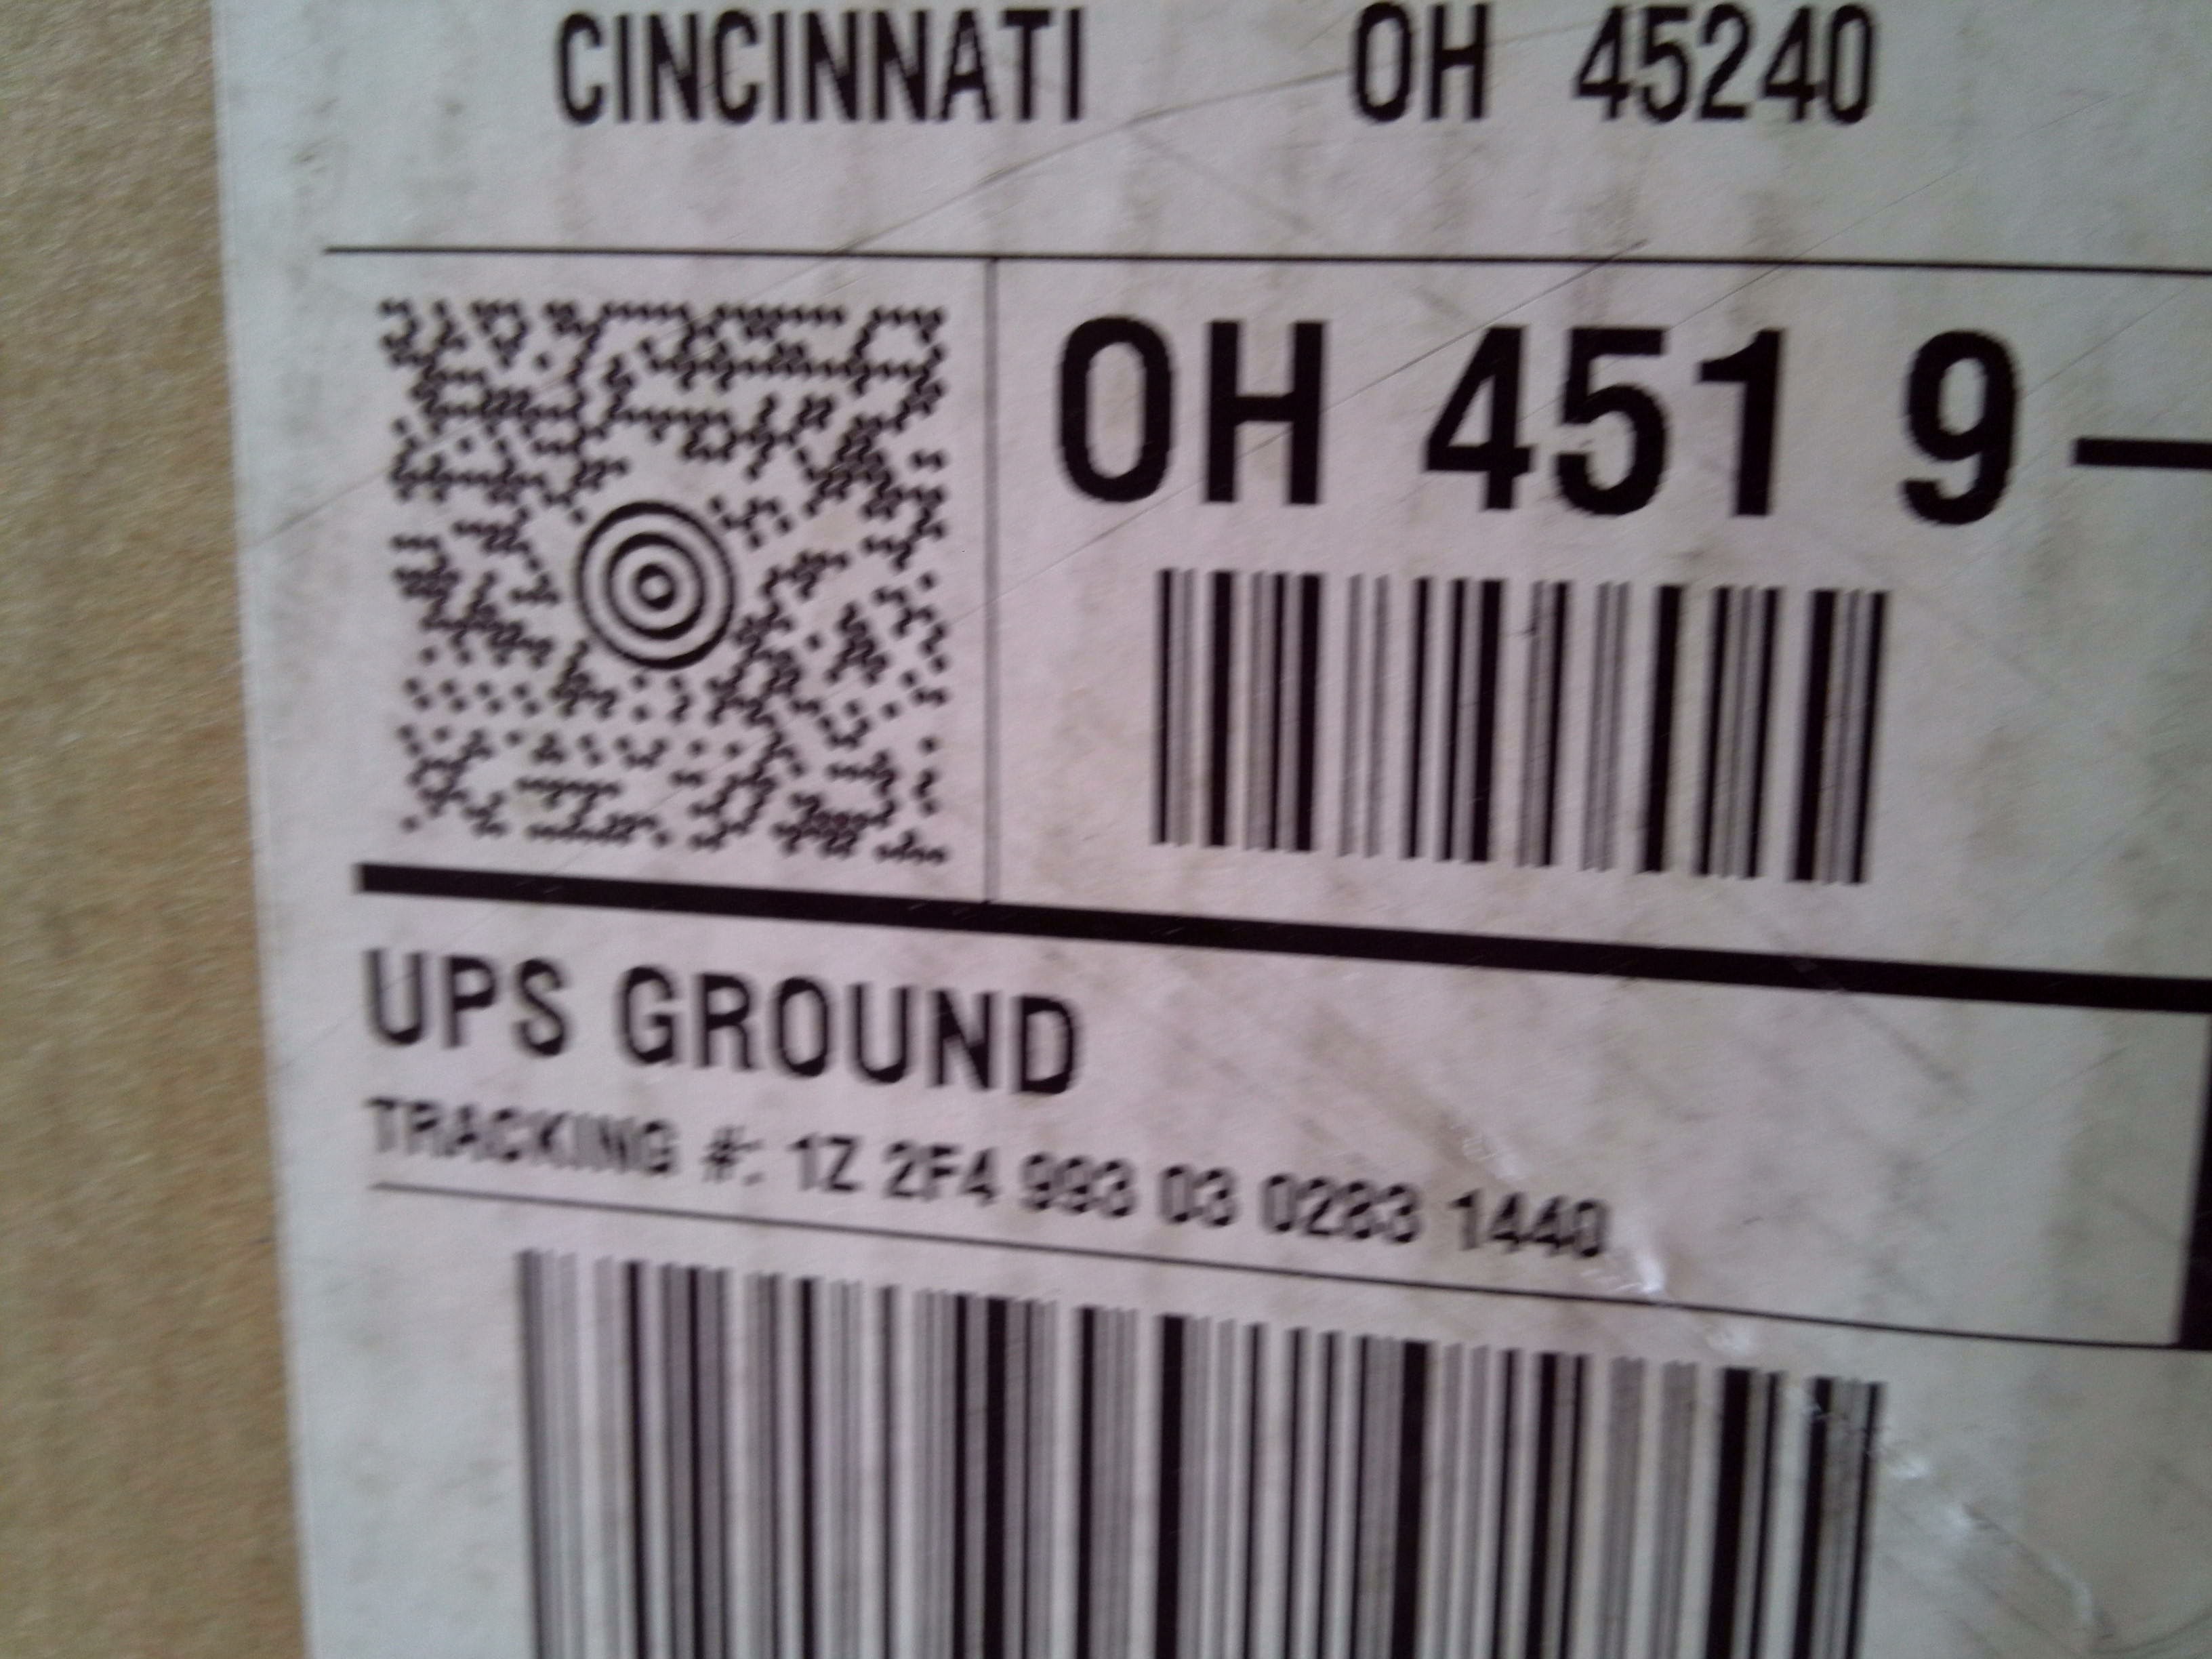 CINCINNATI OH 45240
OH 451 9-
UPS GROUND
TRACKING #: 1Z 2F4 993 03 0283 1440